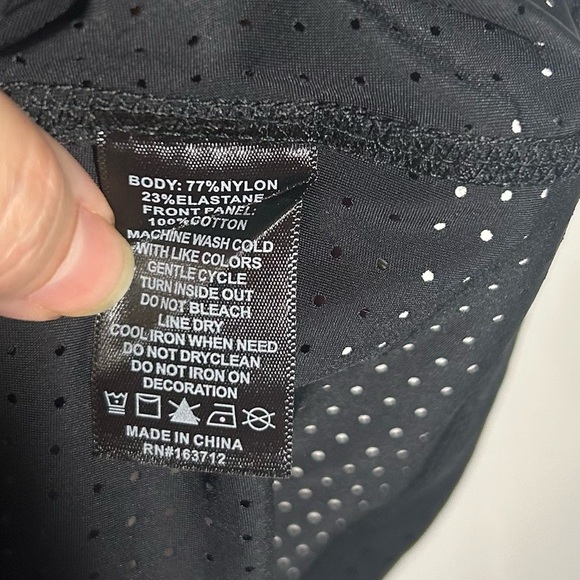 BODY: 77%NYLON
23%ELASTANE
FRONT PANEL:
100%COTTON
MACHINE WASH COLD
WITH LIKE COLORS
GENTLE CYCLE
TURN INSIDE OUT
DO NOT BLEACH
LINE DRY
COOL IRON WHEN NEED
DO NOT DRYCLEAN
DO NOT IRON ON
DECORATION
MADE IN CHINA
RN#163712